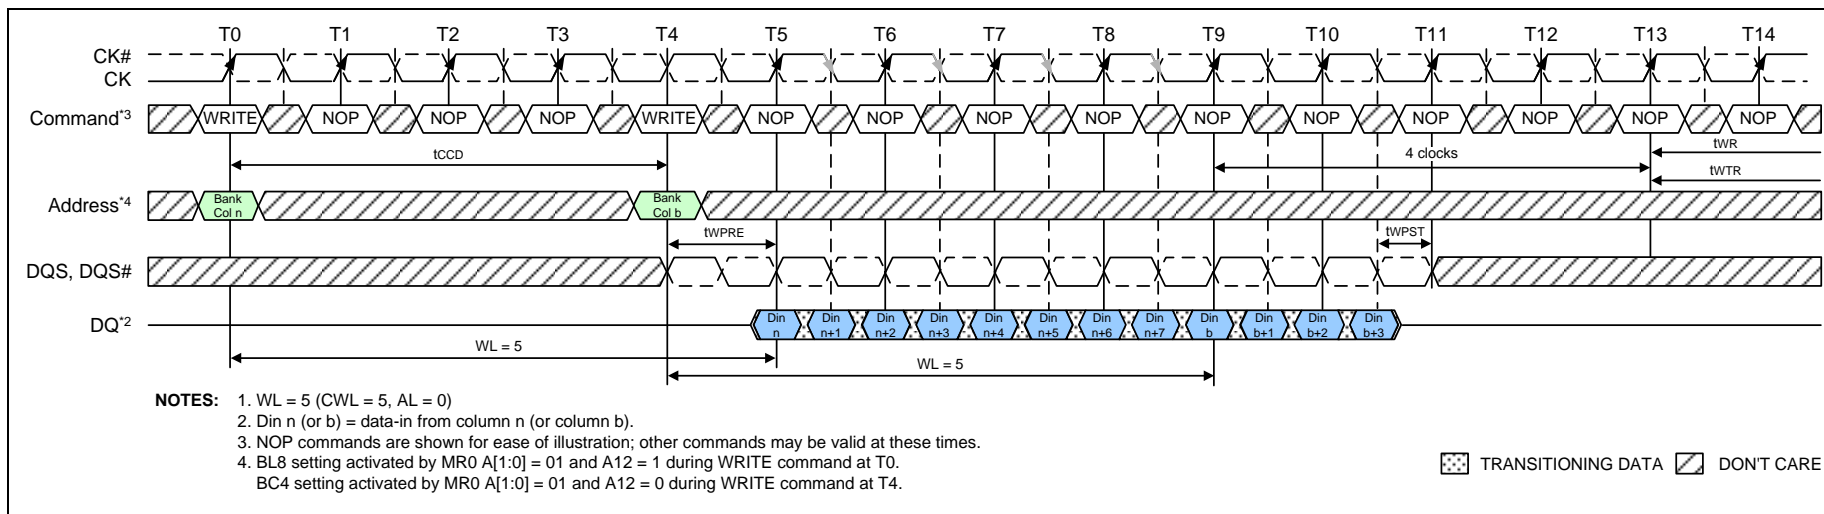 T0 T1 T2 T3 T4 T5 T6 T7 T8 T9 T10 T11 T12 T13 T14
CK#
CK
Command*3 WRITE NOP NOP NOP WRITE NOP NOP NOP NOP NOP NOP NOP NOP NOP NOP
tCCD 4 clocks tWR
tWTR
Address*4 Bank Col n Bank Col b
tWPRE tWPST
DQS, DQS#
DQ*2 Din n Din n+1 Din n+2 Din n+3 Din n+4 Din n+5 Din n+6 Din n+7 Din b Din b+1 Din b+2 Din b+3
WL = 5
WL = 5
NOTES: 1. WL = 5 (CWL = 5, AL = 0)
2. Din n (or b) = data-in from column n (or column b).
3. NOP commands are shown for ease of illustration; other commands may be valid at these times.
4. BL8 setting activated by MR0 A[1:0] = 01 and A12 = 1 during WRITE command at T0.
BC4 setting activated by MR0 A[1:0] = 01 and A12 = 0 during WRITE command at T4.
TRANSITIONING DATA DON'T CARE